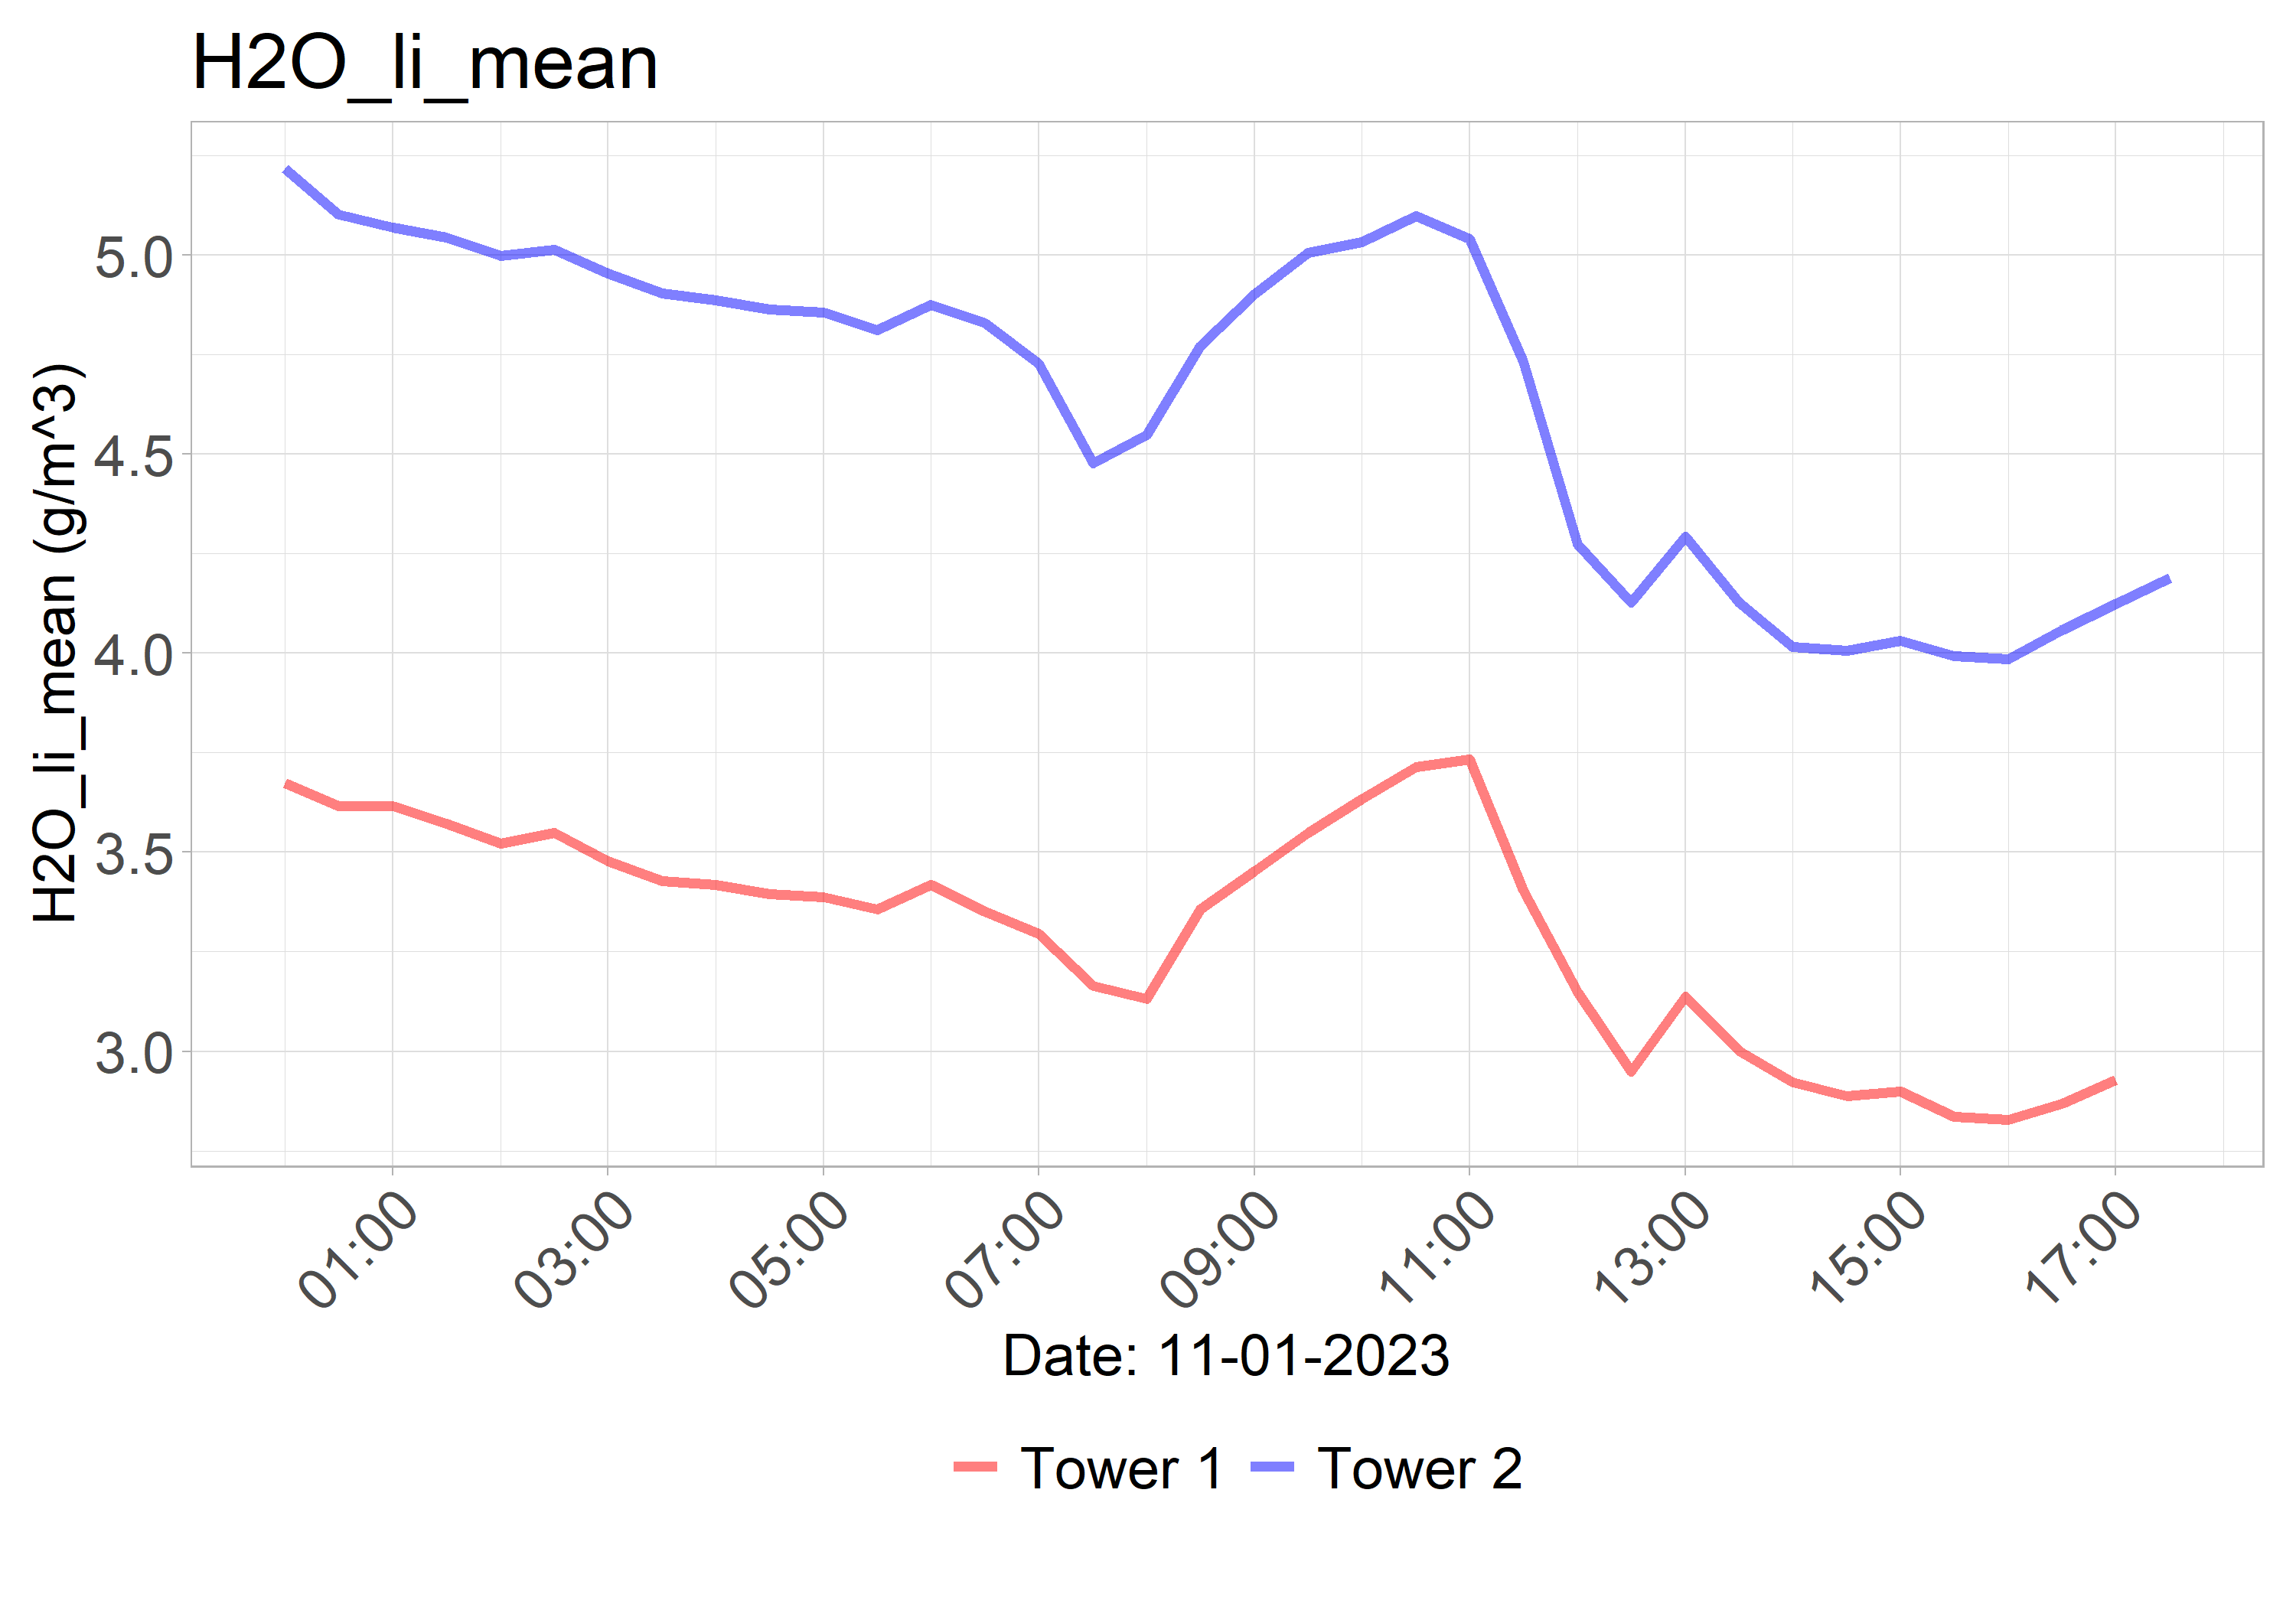 H2O_li_mean
H2O_li_mean (g/m^3)
5.0
4.5
4.0
3.5
3.0
01:00 03:00 05:00 07:00 09:00 11:00 13:00 15:00 17:00
Date: 11-01-2023
Tower 1 Tower 2